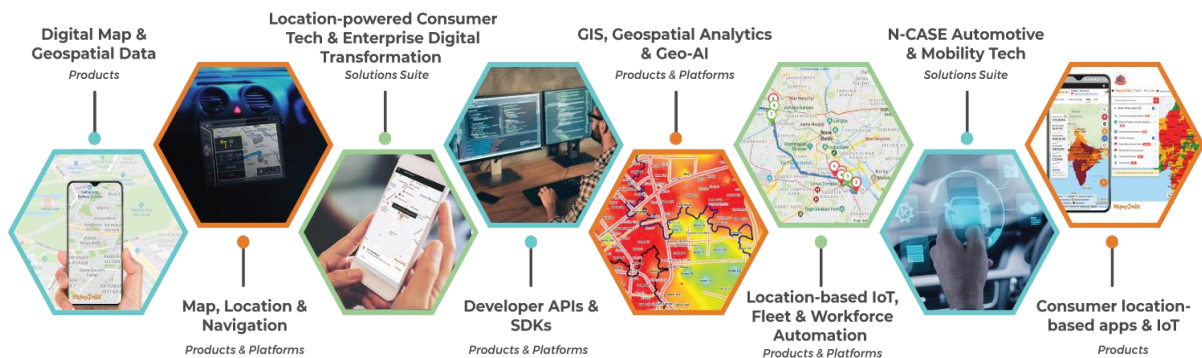 Digital Map &
Geospatial Data
Products
Location-powered Consumer
Tech & Enterprise Digital
Transformation
Solutions Suite
GIS, Geospatial Analytics
& Geo-AI
Products & Platforms
N-CASE Automotive
& Mobility Tech
Solutions Suite
Map, Location &
Navigation
Products & Platforms
Developer APIs &
SDKs
Products & Platforms
Location-based IoT,
Fleet & Workforce
Automation
Products & Platforms
Consumer location-
based apps & IoT
Products